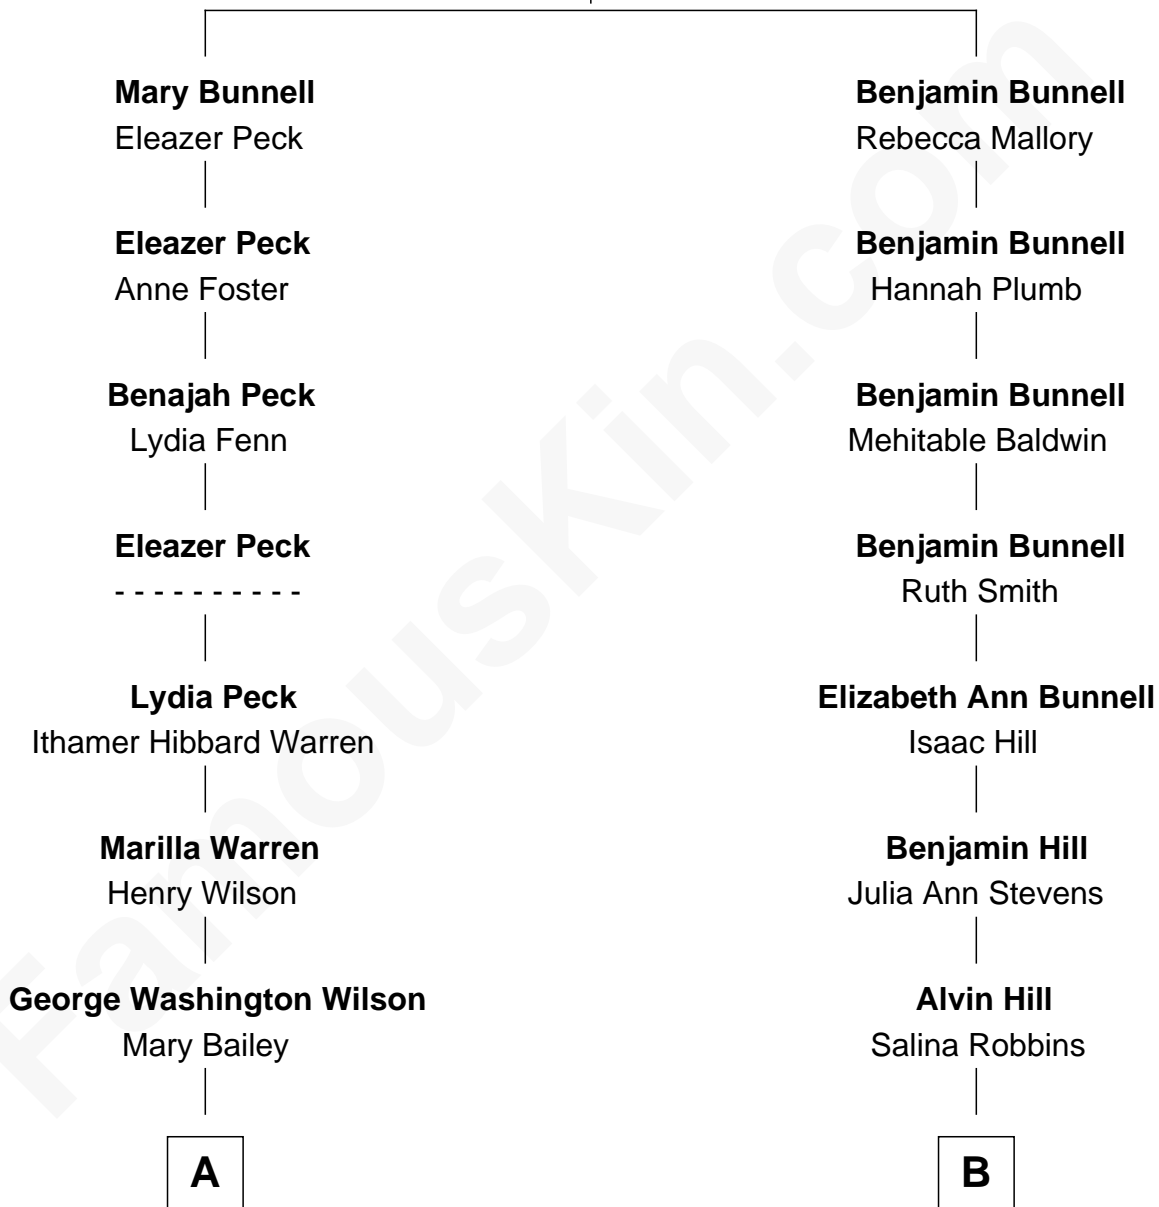 Mary Bunnell
Eleazer Peck
Eleazer Peck
Anne Foster
Benajah Peck
Lydia Fenn
Eleazer Peck
- - - - - - - - - -
Lydia Peck
Ithamer Hibbard Warren
Marilla Warren
Henry Wilson
George Washington Wilson
Mary Bailey
A
Benjamin Bunnell
Rebecca Mallory
Benjamin Bunnell
Hannah Plumb
Benjamin Bunnell
Mehitable Baldwin
Benjamin Bunnell
Ruth Smith
Elizabeth Ann Bunnell
Isaac Hill
Benjamin Hill
Julia Ann Stevens
Alvin Hill
Salina Robbins
B
FamousKin.com